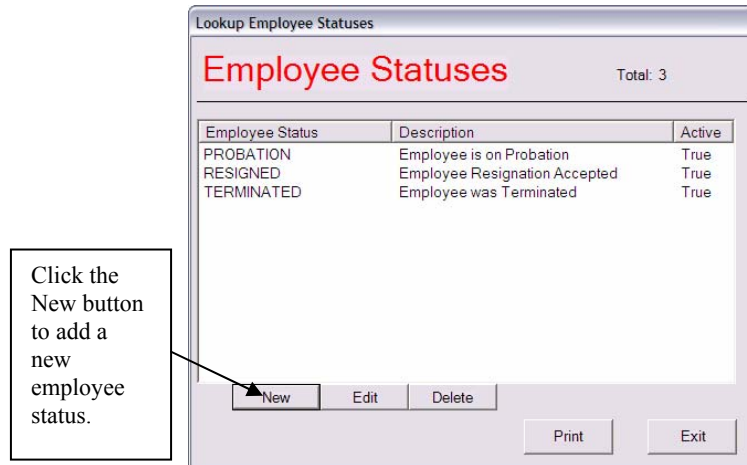 Lookup Employee Statuses
Employee Statuses
Total: 3
Employee Status Description Active
PROBATION Employee is on Probation True
RESIGNED Employee Resignation Accepted True
TERMINATED Employee was Terminated True
Click the
New button
to add a
new
employee
status.
New Edit Delete
Print Exit